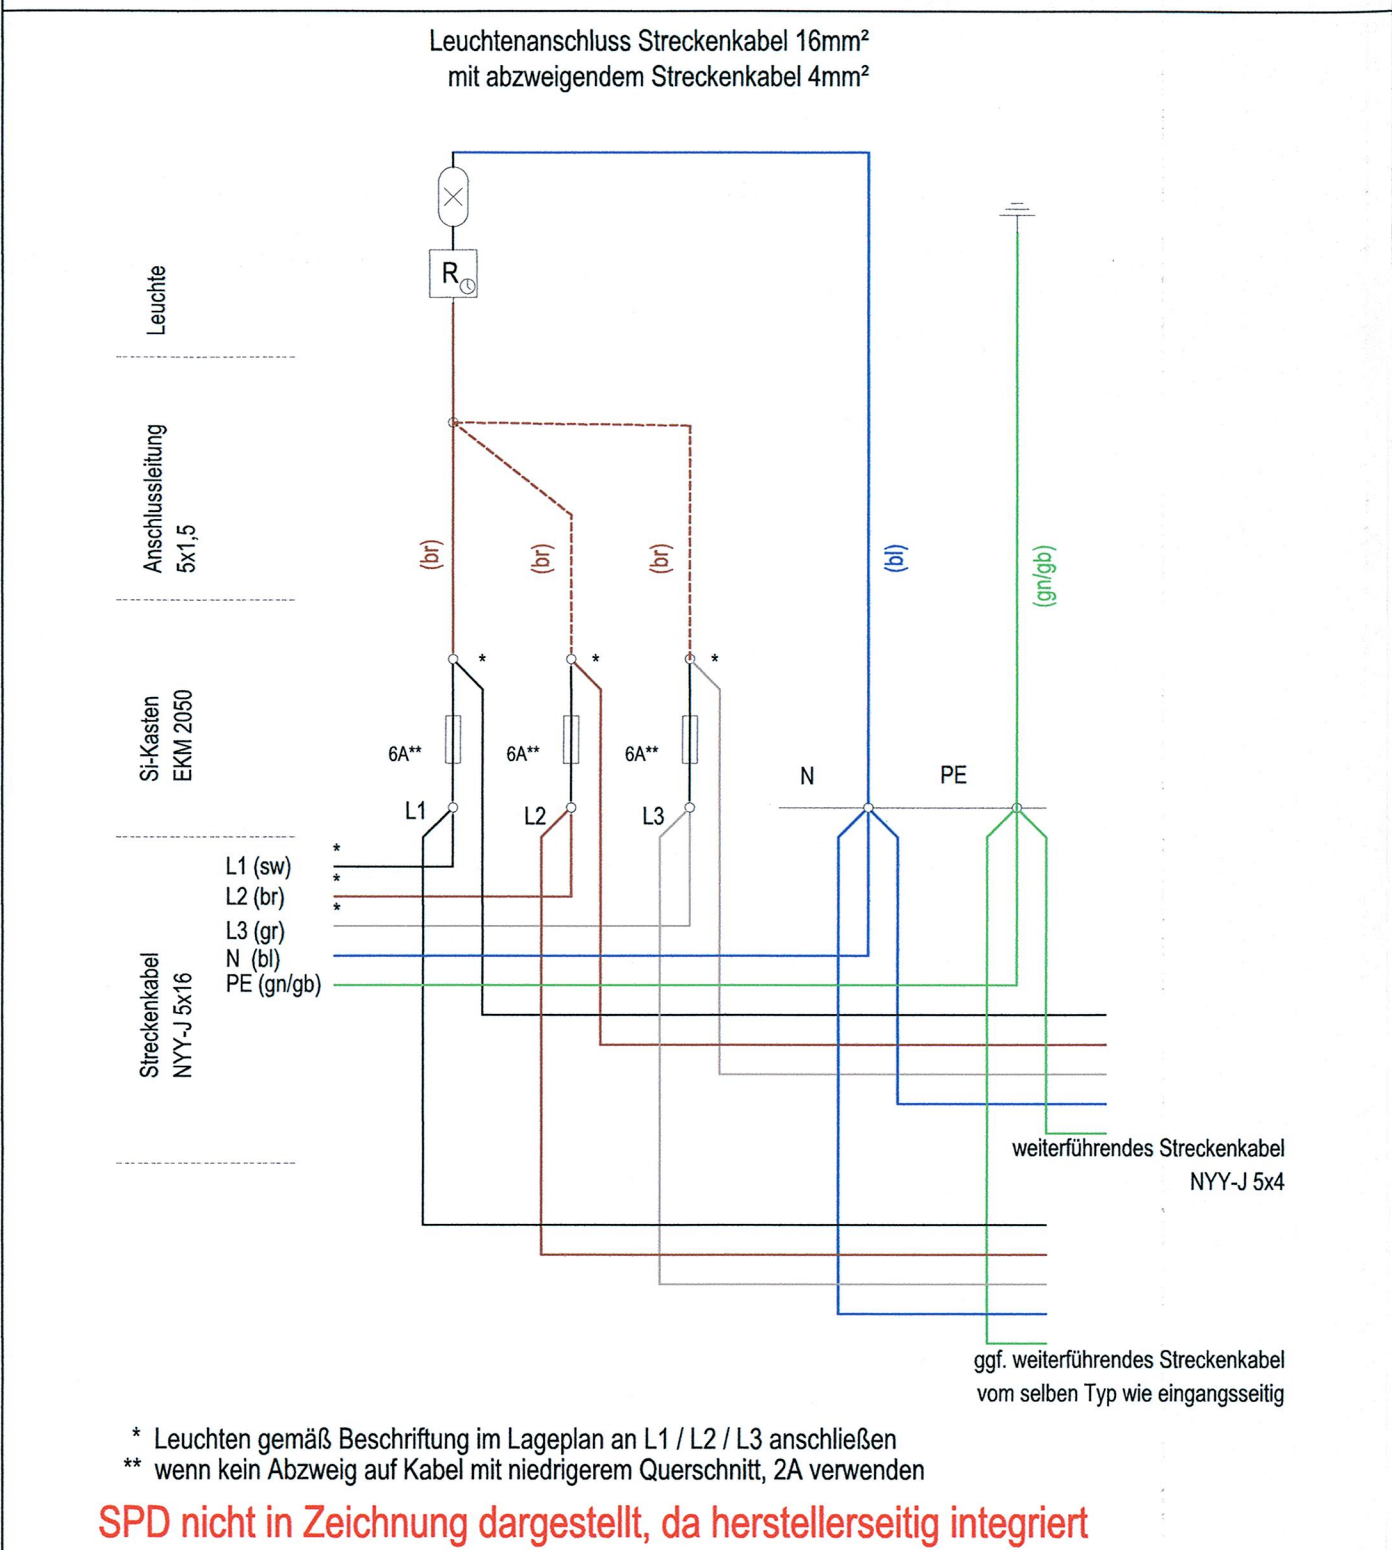 Leuchtenanschluss Streckenkabel 16mm²
mit abzweigendem Streckenkabel 4mm²
Leuchte
R
Anschlussleitung
5x1,5
(br)
(br)
(br)
(bl)
(gn/gb)
Si-Kasten
EKM 2050
*
*
*
6A**
6A**
6A**
N
PE
L1
L2
L3
*
L1 (sw)
*
L2 (br)
*
L3 (gr)
N (bl)
PE (gn/gb)
Streckenkabel
NYY-J 5x16
weiterführendes Streckenkabel
NYY-J 5x4
ggf. weiterführendes Streckenkabel
vom selben Typ wie eingangsseitig
* Leuchten gemäß Beschriftung im Lageplan an L1 / L2 / L3 anschließen
** wenn kein Abzweig auf Kabel mit niedrigerem Querschnitt, 2A verwenden
SPD nicht in Zeichnung dargestellt, da herstellerseitig integriert